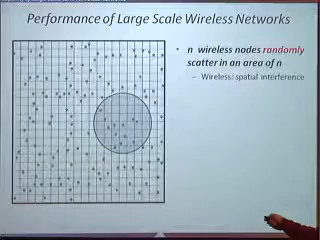 Performance of Large Scale Wireless Networks
• n wireless nodes randomly
scatter in an area of n
– Wireless: spatial interference